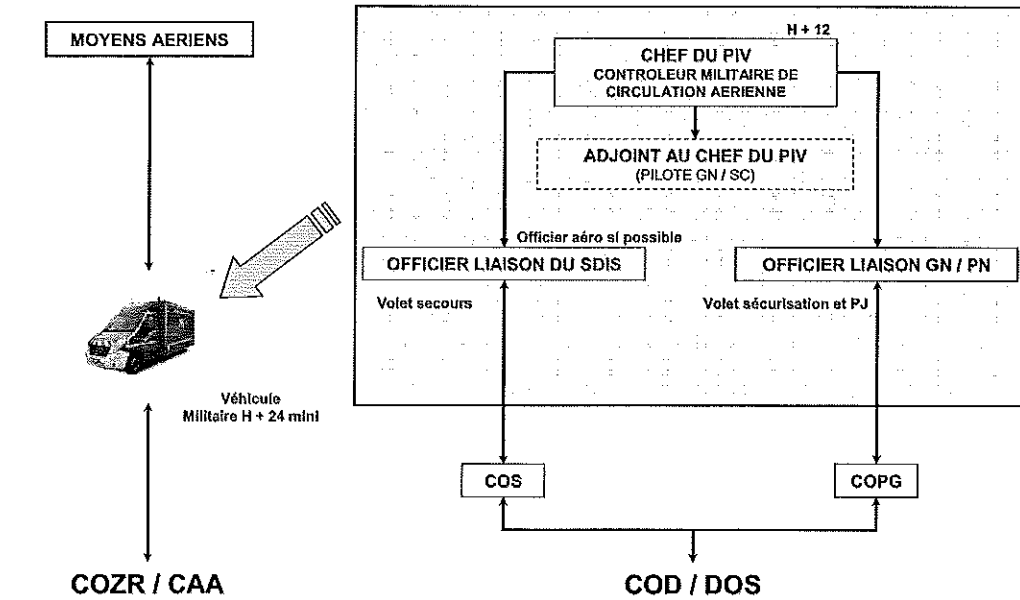 MOYENS AERIENS
H + 12
CHEF DU PIV
CONTROLEUR MILITAIRE DE
CIRCULATION AERIENNE
ADJOINT AU CHEF DU PIV
(PILOTE GN / SC)
Officier aéro si possible
OFFICIER LIAISON DU SDIS
OFFICIER LIAISON GN / PN
Volet secours
Volet sécurisation et PJ
Véhicule
Militaire H + 24 mini
COS
COPG
COZR / CAA
COD / DOS